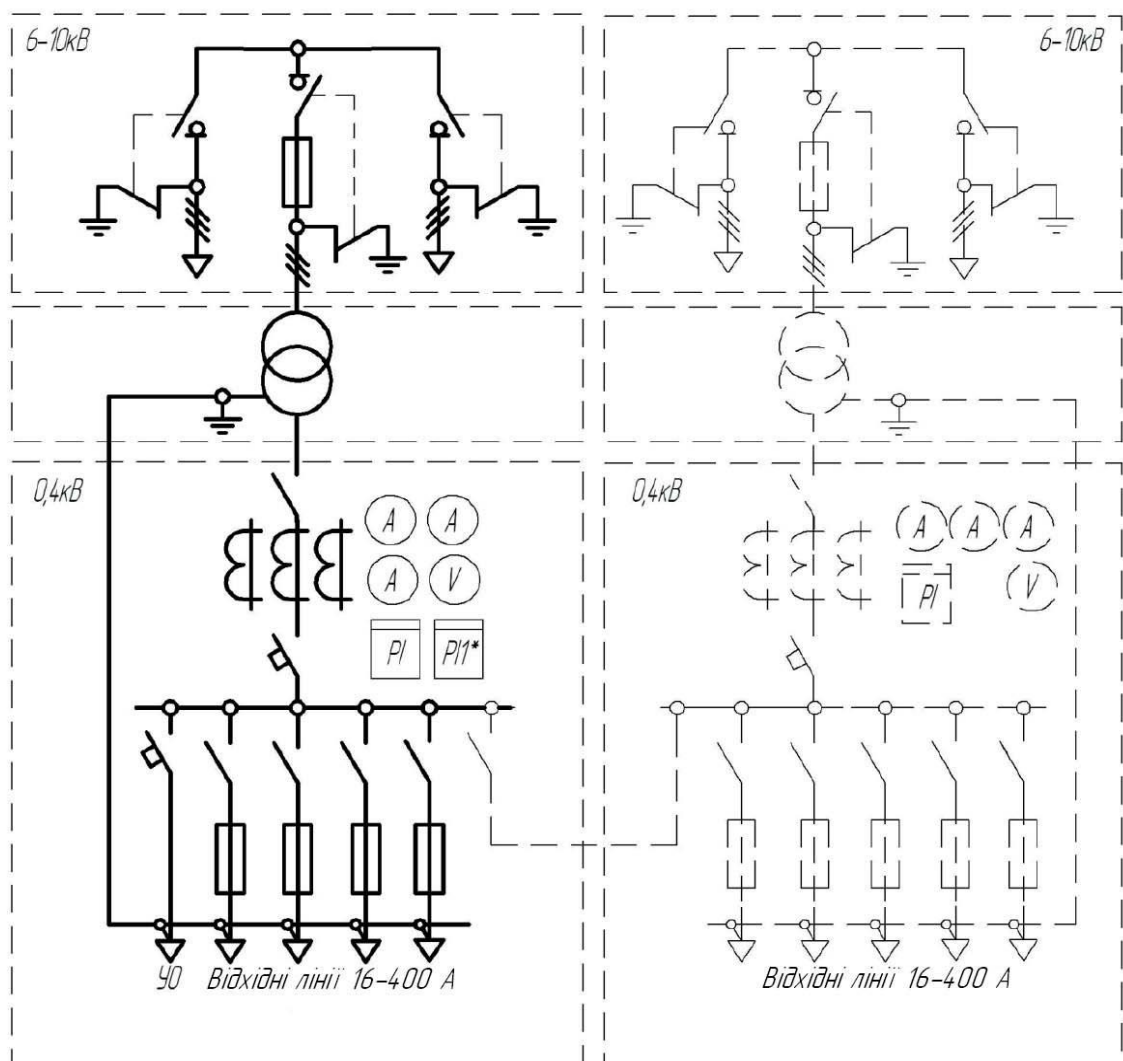 6-10кВ
6-10кВ
0,4кВ
0,4кВ
A A
A A A
A V
V
PI PI1*
PI
УО Відхідні лінії 16-400 А
Відхідні лінії 16-400 А